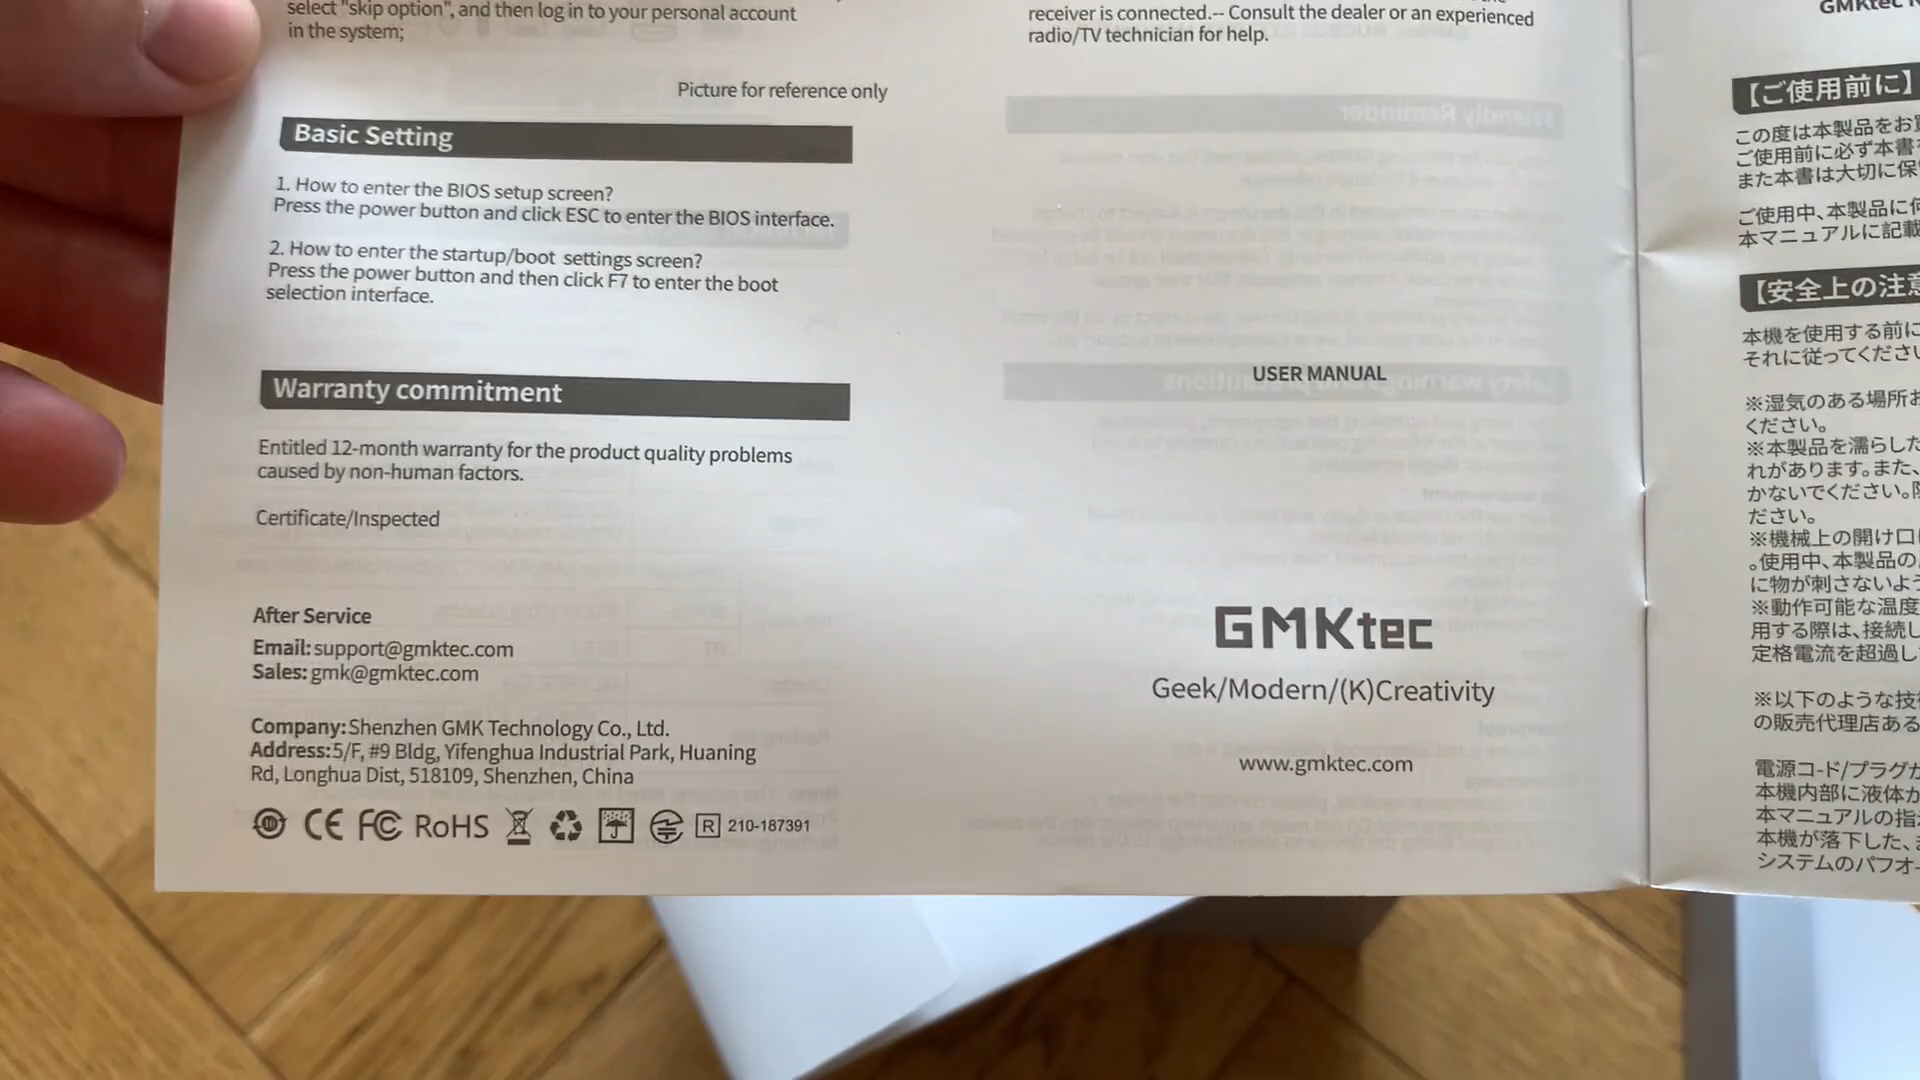 select "skip option", and then log in to your personal account
in the system;
Picture for reference only
Basic Setting
1. How to enter the BIOS setup screen?
Press the power button and click ESC to enter the BIOS interface.
2. How to enter the startup/boot settings screen?
Press the power button and then click F7 to enter the boot
selection interface.
Warranty commitment
Entitled 12-month warranty for the product quality problems
caused by non-human factors.
Certificate/Inspected
After Service
Email: support@gmktec.com
Sales: gmk@gmktec.com
Company: Shenzhen GMK Technology Co., Ltd.
Address:5/F, #9 Bldg, Yifenghua Industrial Park, Huaning
Rd, Longhua Dist, 518109, Shenzhen, China
10 CE FC RoHS R 210-187391
receiver is connected.-- Consult the dealer or an experienced
radio/TV technician for help.
USER MANUAL
GMKtec
Geek/Modern/(K)Creativity
www.gmktec.com
GMKtec
【ご使用前に】
この度は本製品をお買
ご使用前に必ず本書
また本書は大切に保
ご使用中、本製品に何
本マニュアルに記載
【安全上の注意
本機を使用する前に
それに従ってください
※湿気のある場所お
ください。
※本製品を濡らした
れがあります。また、
かないでください。
ださい。
※機械上の開け口
。使用中、本製品の
に物が刺さないよう
※動作可能な温度
用する際は、接続し
定格電流を超過し
※以下のような技
の販売代理店ある
電源コ-ド/プラグが
本機内部に液体が
本マニュアルの指
本機が落下した、
システムのパフォー